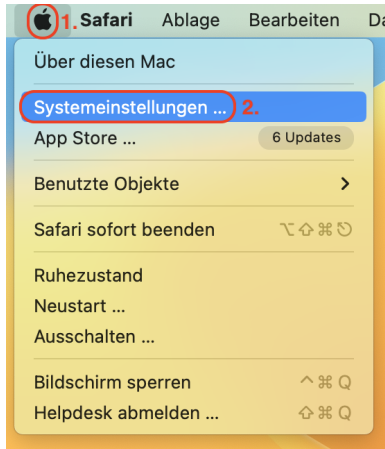 1. Safari Ablage Bearbeiten Da
Über diesen Mac
Systemeinstellungen ... 2.
App Store ... 6 Updates
Benutzte Objekte
Safari sofort beenden ⌥⇧⌘⎋
Ruhezustand
Neustart ...
Ausschalten ...
Bildschirm sperren ^⌘Q
Helpdesk abmelden ... ⇧⌘Q